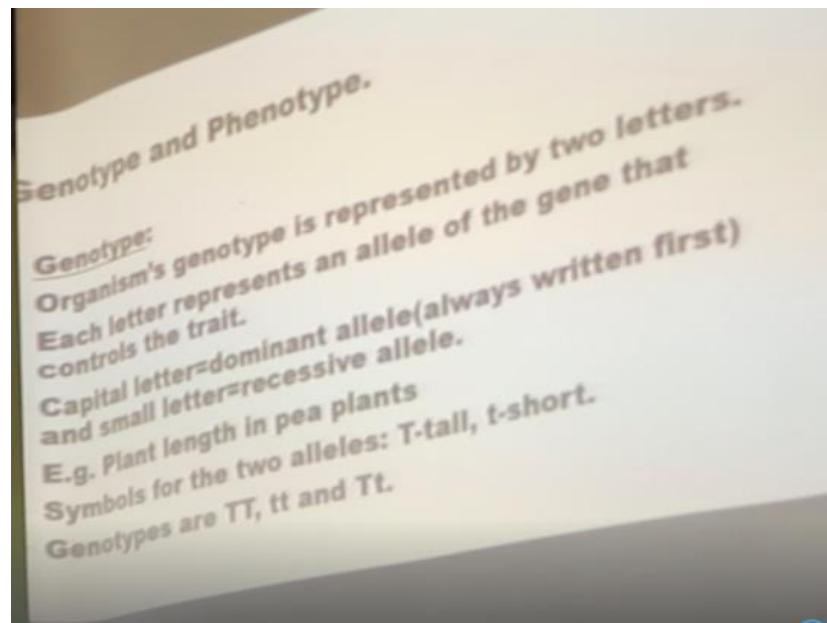 Genotype and Phenotype.
Genotype:
Organism's genotype is represented by two letters.
Each letter represents an allele of the gene that
controls the trait.
Capital letter=dominant allele(always written first)
and small letter=recessive allele.
E.g. Plant length in pea plants
Symbols for the two alleles: T-tall, t-short.
Genotypes are TT, tt and Tt.